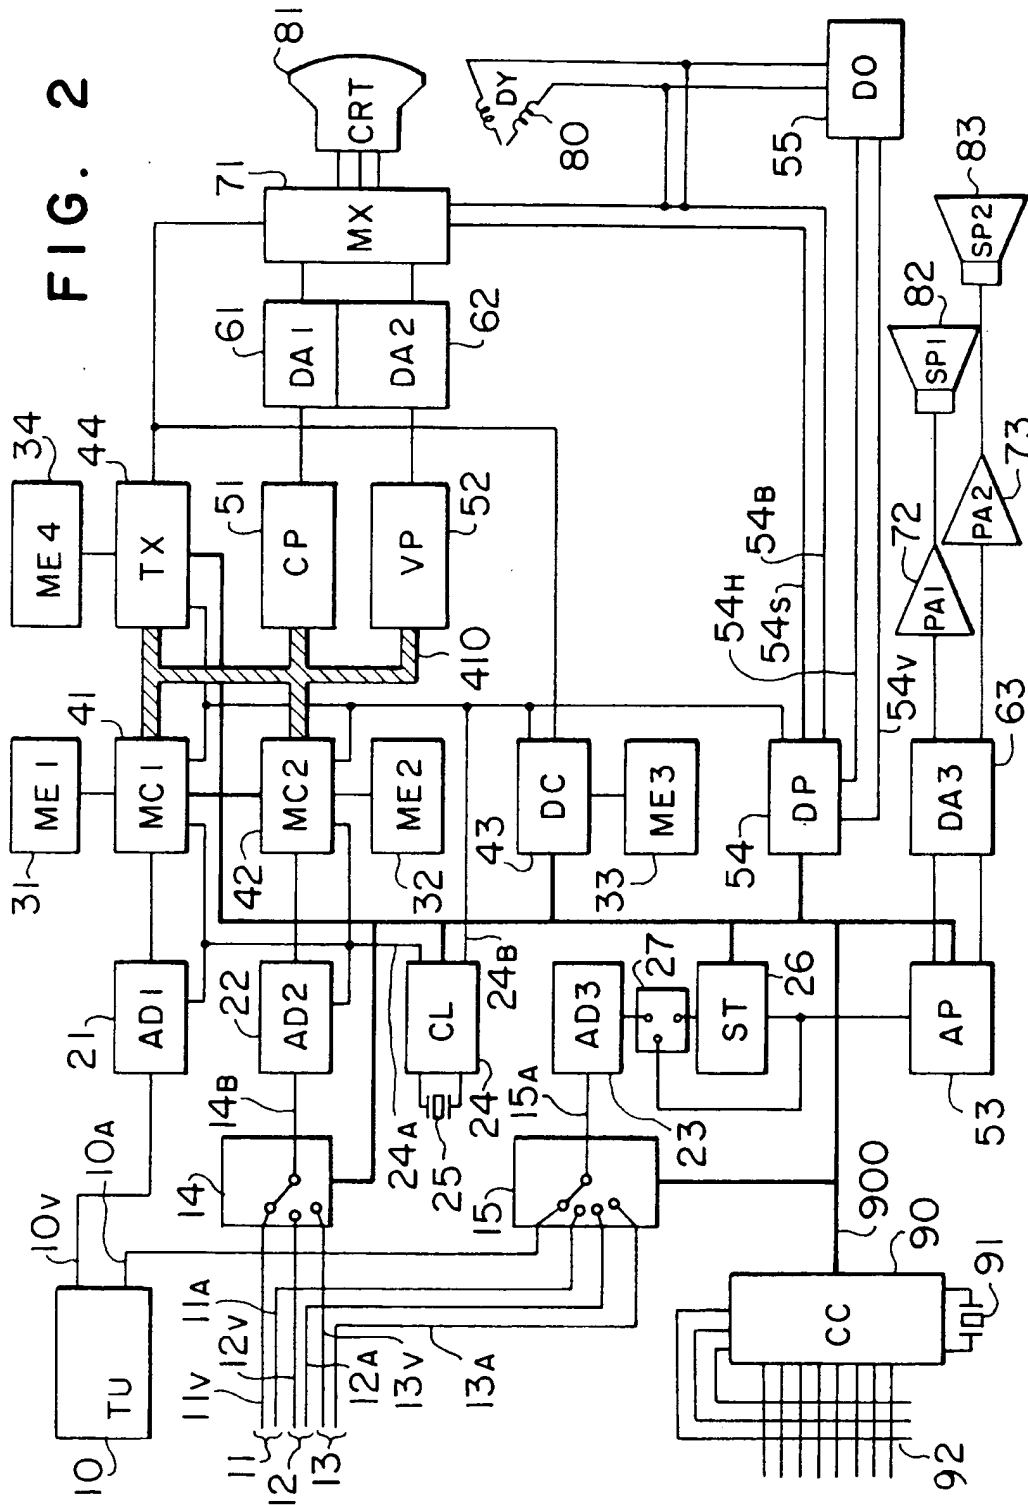 FIG. 2
TU
10
10V
10A
AD1
21
MC1
41
ME1
31
TX
44
ME4
34
11V
11A
12V
12A
13V
13A
11
12
13
14
14B
AD2
22
MC2
42
ME2
32
410
CP
51
VP
52
DA1
61
DA2
62
MX
71
CRT
81
CL
24
24A
24B
25
DC
43
ME3
33
DY
80
15
15A
AD3
23
27
ST
26
DP
54
54H
54S
54B
54V
DO
55
CC
90
900
91
92
AP
53
DA3
63
PA1
72
PA2
73
SP1
82
SP2
83